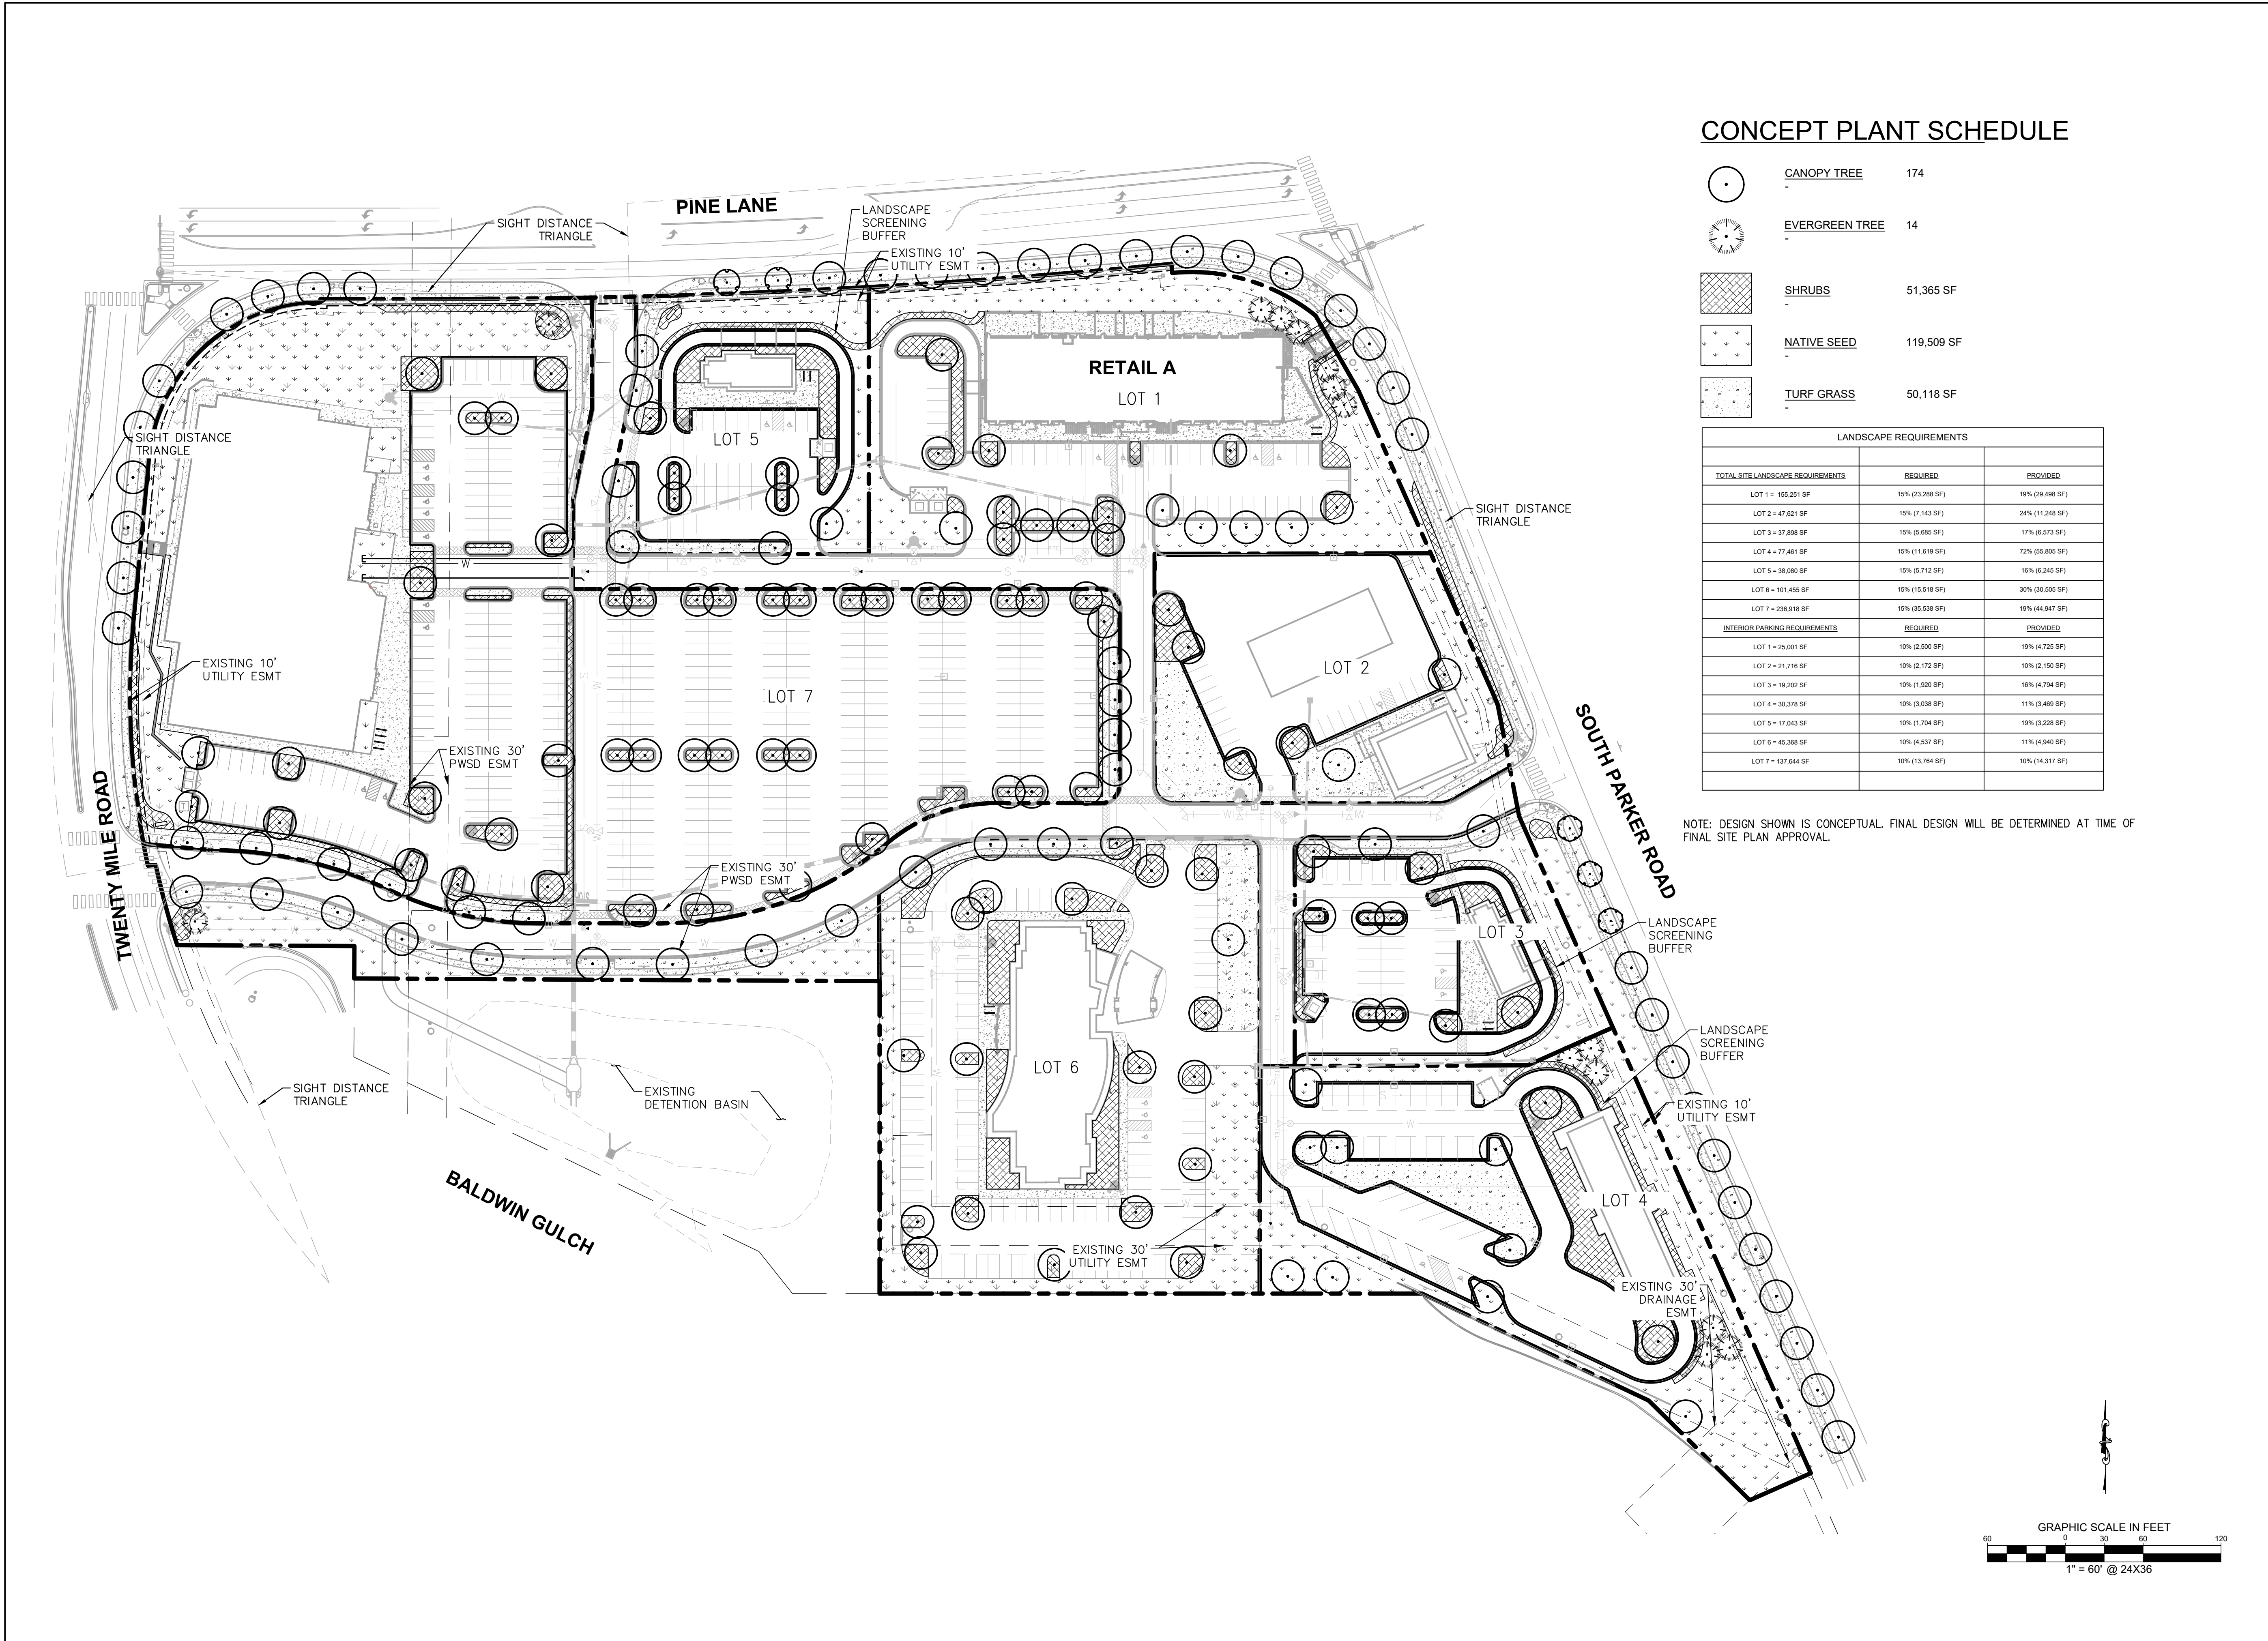 CONCEPT PLANT SCHEDULE
CANOPY TREE 174
-
EVERGREEN TREE 14
-
SHRUBS 51,365 SF
-
NATIVE SEED 119,509 SF
-
TURF GRASS 50,118 SF
-
LANDSCAPE REQUIREMENTS
TOTAL SITE LANDSCAPE REQUIREMENTS REQUIRED PROVIDED
LOT 1 = 155,251 SF 15% (23,288 SF) 19% (29,498 SF)
LOT 2 = 47,621 SF 15% (7,143 SF) 24% (11,248 SF)
LOT 3 = 37,898 SF 15% (5,685 SF) 17% (6,573 SF)
LOT 4 = 77,461 SF 15% (11,619 SF) 72% (55,805 SF)
LOT 5 = 38,080 SF 15% (5,712 SF) 16% (6,245 SF)
LOT 6 = 101,455 SF 15% (15,518 SF) 30% (30,505 SF)
LOT 7 = 236,918 SF 15% (35,538 SF) 19% (44,947 SF)
INTERIOR PARKING REQUIREMENTS REQUIRED PROVIDED
LOT 1 = 25,001 SF 10% (2,500 SF) 19% (4,725 SF)
LOT 2 = 21,716 SF 10% (2,172 SF) 10% (2,150 SF)
LOT 3 = 19,202 SF 10% (1,920 SF) 16% (4,794 SF)
LOT 4 = 30,378 SF 10% (3,038 SF) 11% (3,469 SF)
LOT 5 = 17,043 SF 10% (1,704 SF) 19% (3,228 SF)
LOT 6 = 45,368 SF 10% (4,537 SF) 11% (4,940 SF)
LOT 7 = 137,644 SF 10% (13,764 SF) 10% (14,317 SF)
NOTE: DESIGN SHOWN IS CONCEPTUAL. FINAL DESIGN WILL BE DETERMINED AT TIME OF
FINAL SITE PLAN APPROVAL.
PINE LANE
SIGHT DISTANCE
TRIANGLE
LANDSCAPE
SCREENING
BUFFER
EXISTING 10'
UTILITY ESMT
RETAIL A
LOT 1
LOT 5
SIGHT DISTANCE
TRIANGLE
SIGHT DISTANCE
TRIANGLE
W
EXISTING 10'
UTILITY ESMT
LOT 2
LOT 7
SOUTH PARKER ROAD
EXISTING 30'
PWSD ESMT
TWENTY MILE ROAD
EXISTING 30'
PWSD ESMT
LOT 3
LANDSCAPE
SCREENING
BUFFER
LANDSCAPE
SCREENING
BUFFER
LOT 6
SIGHT DISTANCE
TRIANGLE
EXISTING
DETENTION BASIN
EXISTING 10'
UTILITY ESMT
BALDWIN GULCH
LOT 4
EXISTING 30'
UTILITY ESMT
EXISTING 30'
DRAINAGE
ESMT
GRAPHIC SCALE IN FEET
60 0 30 60 120
1" = 60' @ 24X36